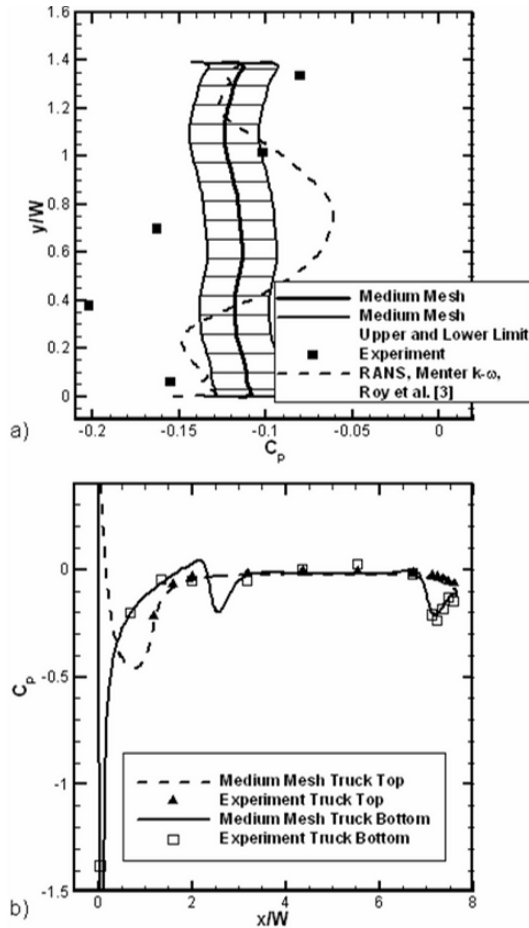 1.6
1.4
1.2
1
0.8
0.6
0.4
0.2
0
y/W
-0.2 -0.15 -0.1 -0.05 0
C_P
Medium Mesh
Medium Mesh
Upper and Lower Limit
Experiment
RANS, Menter k-ω,
Roy et al. [3]
a)
0
-0.5
-1
-1.5
C_P
Medium Mesh Truck Top
Experiment Truck Top
Medium Mesh Truck Bottom
Experiment Truck Bottom
0 2 4 6 8
x/W
b)